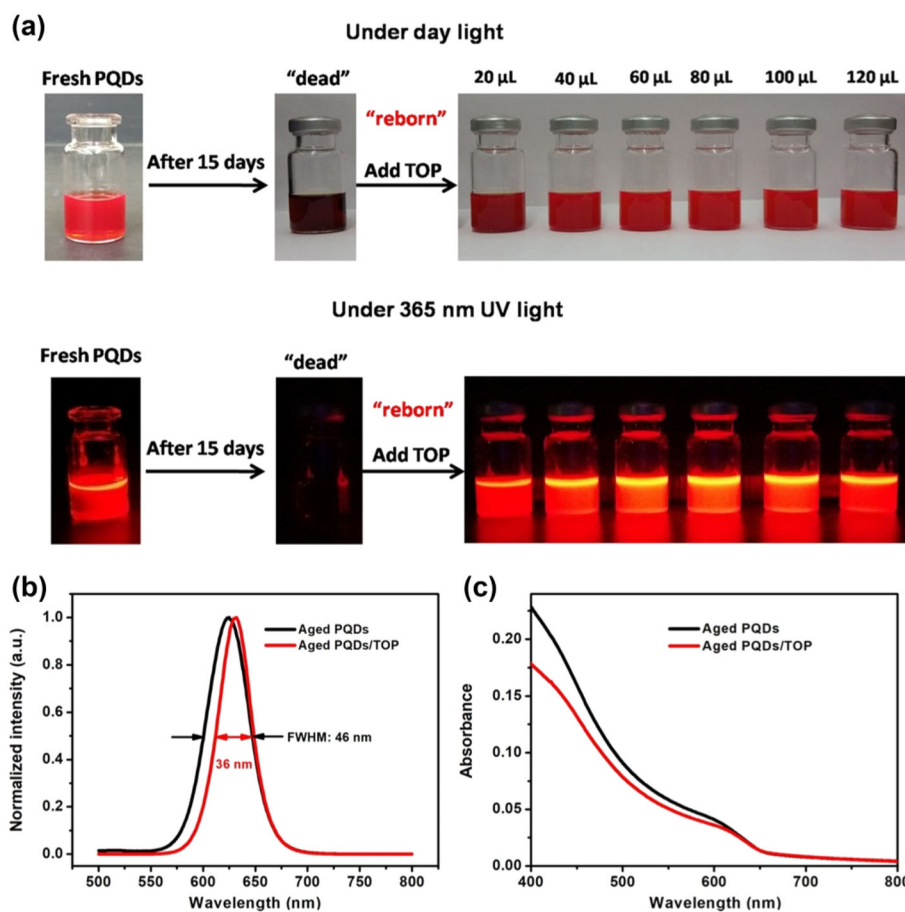 (a)
Under day light
Fresh PQDs
"dead"
20 µL 40 µL 60 µL 80 µL 100 µL 120 µL
"reborn"
After 15 days
Add TOP
Under 365 nm UV light
Fresh PQDs
"dead"
"reborn"
After 15 days
Add TOP
(b)
Normalized intensity (a.u.)
1.0
0.8
0.6
0.4
0.2
0.0
Aged PQDs
Aged PQDs/TOP
FWHM: 46 nm
36 nm
500 550 600 650 700 750 800
Wavelength (nm)
(c)
Absorbance
0.20
0.15
0.10
0.05
0.00
Aged PQDs
Aged PQDs/TOP
400 500 600 700 800
Wavelength (nm)